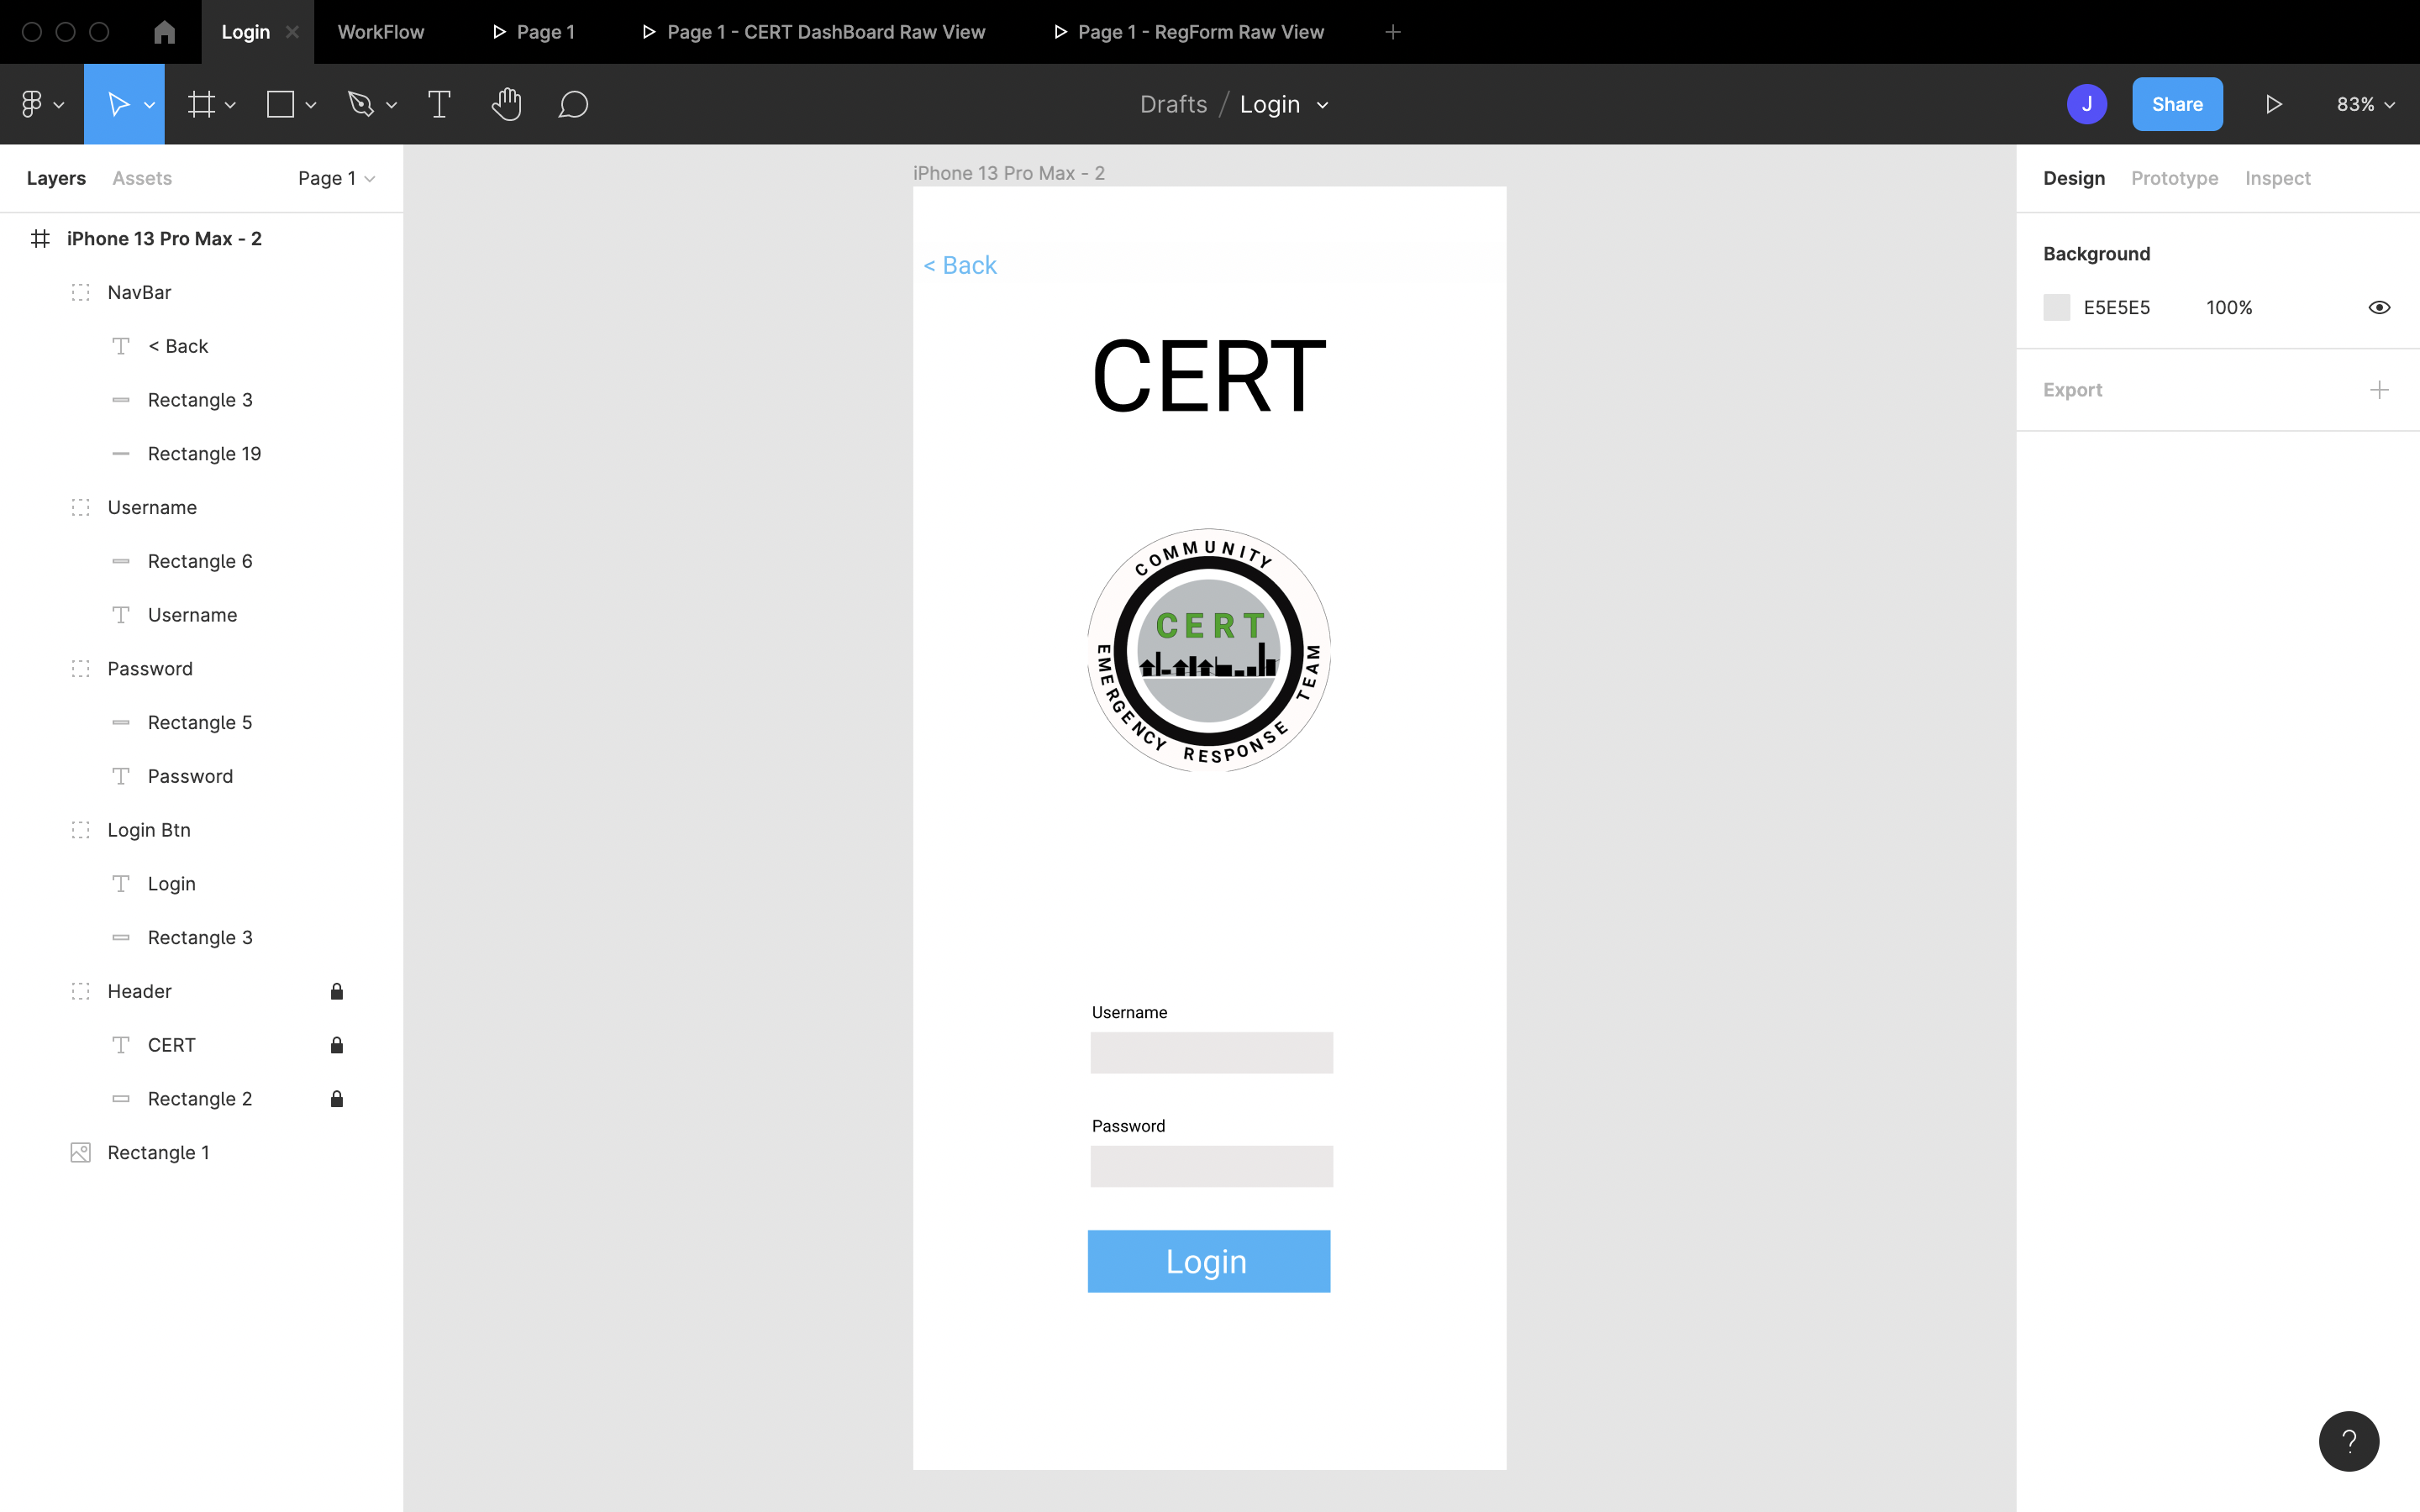 Login
WorkFlow
Page 1
Page 1 - CERT DashBoard Raw View
Page 1 - RegForm Raw View
Drafts / Login
J
Share
83%
Layers
Assets
Page 1
iPhone 13 Pro Max - 2
NavBar
< Back
Rectangle 3
Rectangle 19
Username
Rectangle 6
Username
Password
Rectangle 5
Password
Login Btn
Login
Rectangle 3
Header
CERT
Rectangle 2
Rectangle 1
iPhone 13 Pro Max - 2
< Back
CERT
COMMUNITY
CERT
EMERGENCY RESPONSE TEAM
Username
Password
Login
Design
Prototype
Inspect
Background
E5E5E5
100%
Export
?